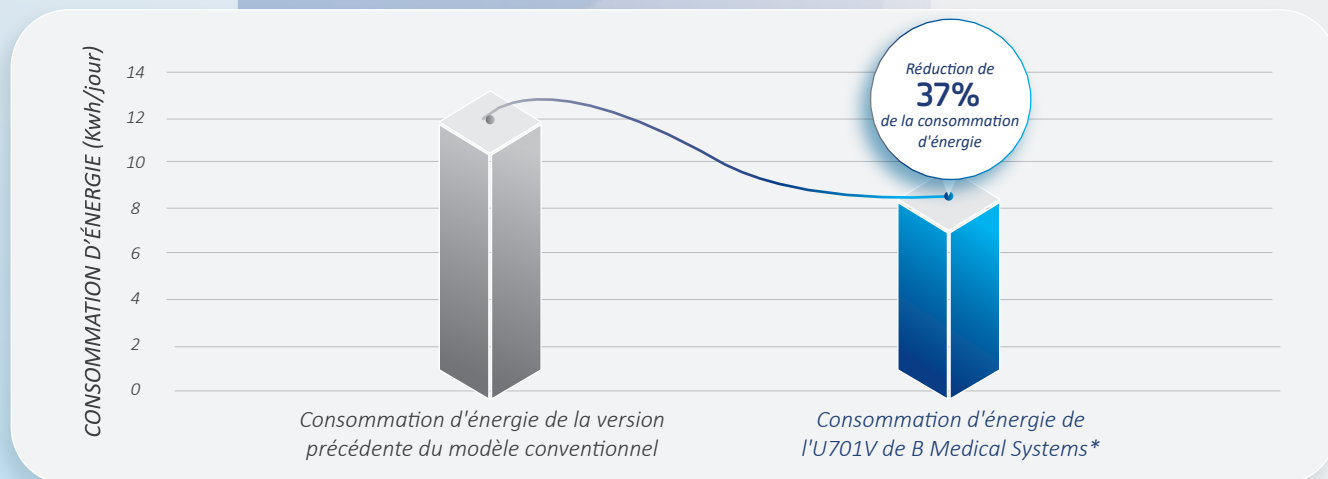 CONSOMMATION D'ÉNERGIE (Kwh/jour)
14
12
10
8
6
4
2
0
Réduction de
37%
de la consommation
d'énergie
Consommation d'énergie de la version
précédente du modèle conventionnel
Consommation d'énergie de
l'U701V de B Medical Systems*